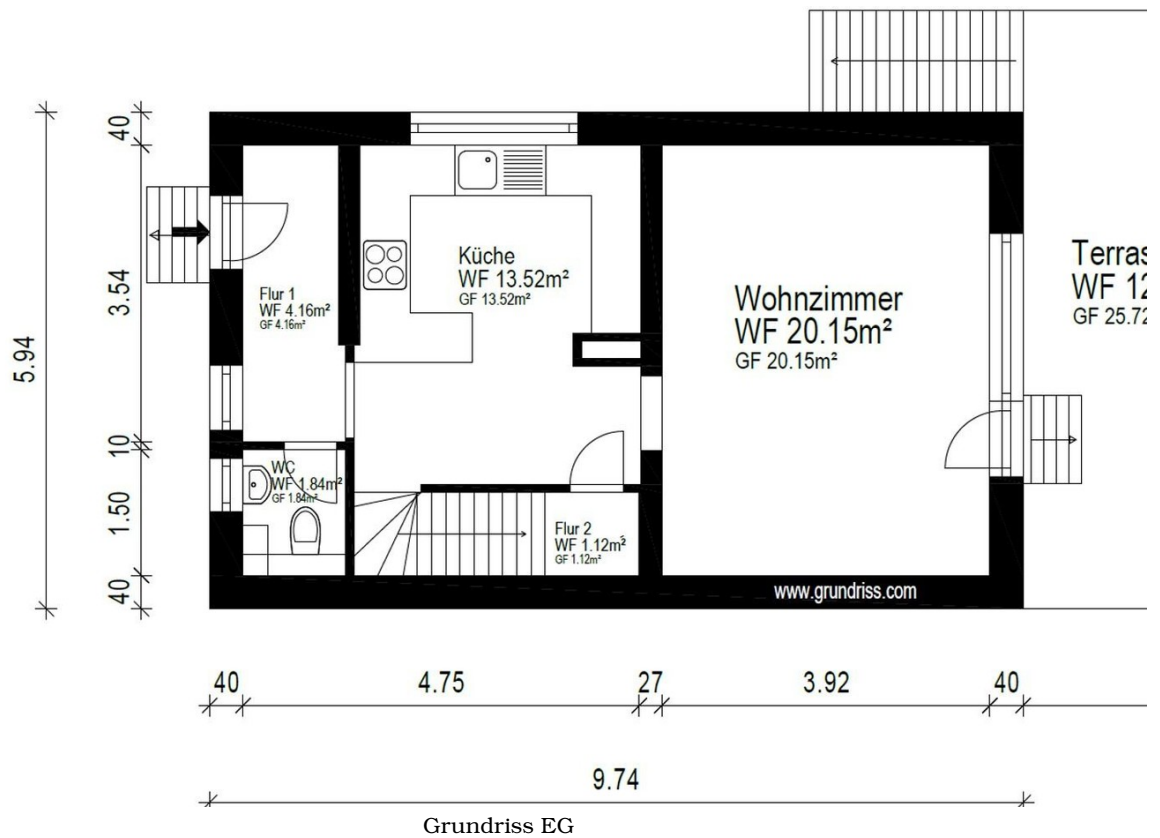 40
3.54
5.94
10
1.50
40
Flur 1
WF 4.16m²
GF 4.16m²
Küche
WF 13.52m²
GF 13.52m²
Wohnzimmer
WF 20.15m²
GF 20.15m²
Terras
WF 12
GF 25.72
WC
WF 1.84m²
GF 1.84m²
Flur 2
WF 1.12m²
GF 1.12m²
www.grundriss.com
40
4.75
27
3.92
40
9.74
Grundriss EG